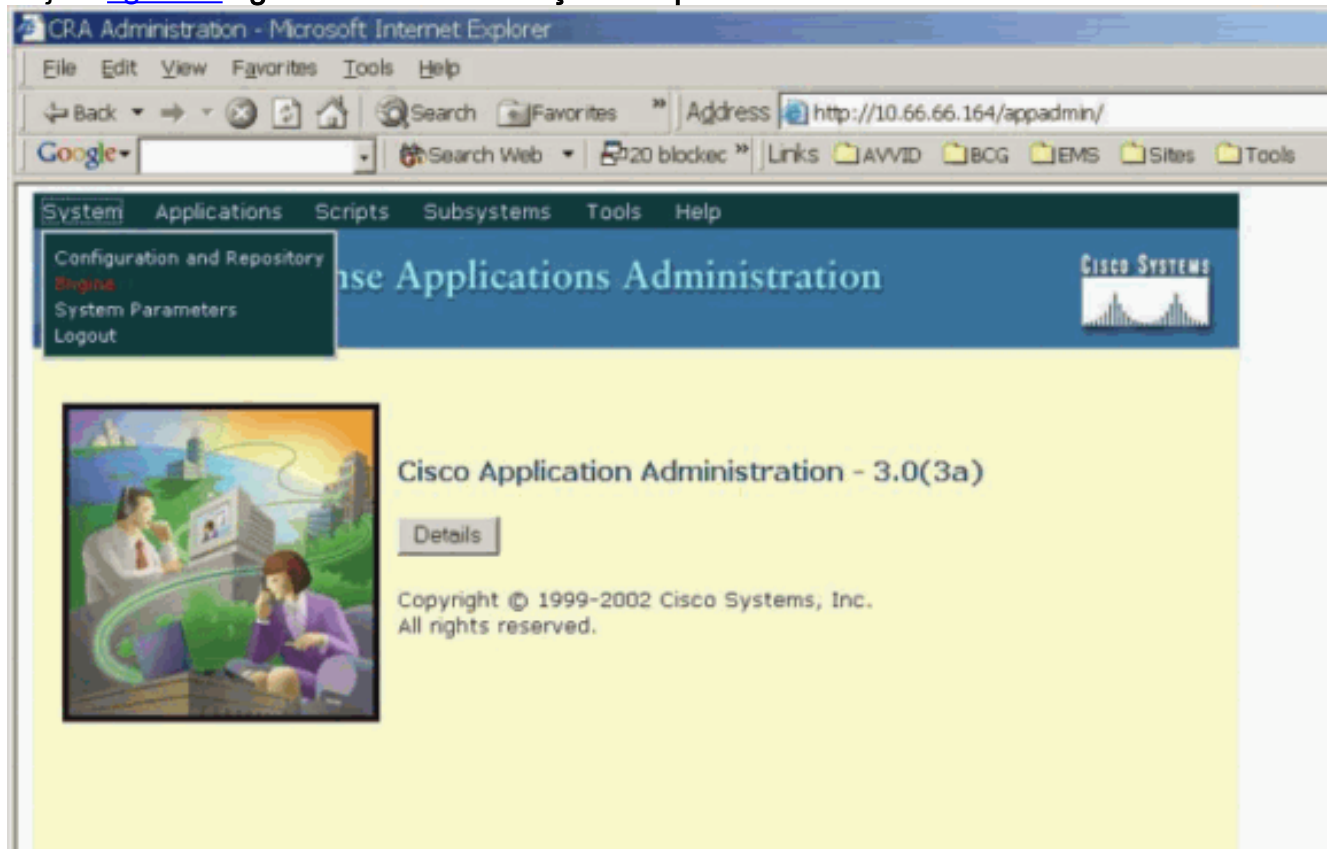 CRA Administration - Microsoft Internet Explorer
File Edit View Favorites Tools Help
Back Search Favorites » Address http://10.66.66.164/appadmin/
Google Search Web 20 blocked » Links AVVID BCG EMS Sites Tools
System Applications Scripts Subsystems Tools Help
Configuration and Repository
Engine
System Parameters
Logout
nse Applications Administration
CISCO SYSTEMS
Cisco Application Administration - 3.0(3a)
Details
Copyright © 1999-2002 Cisco Systems, Inc.
All rights reserved.